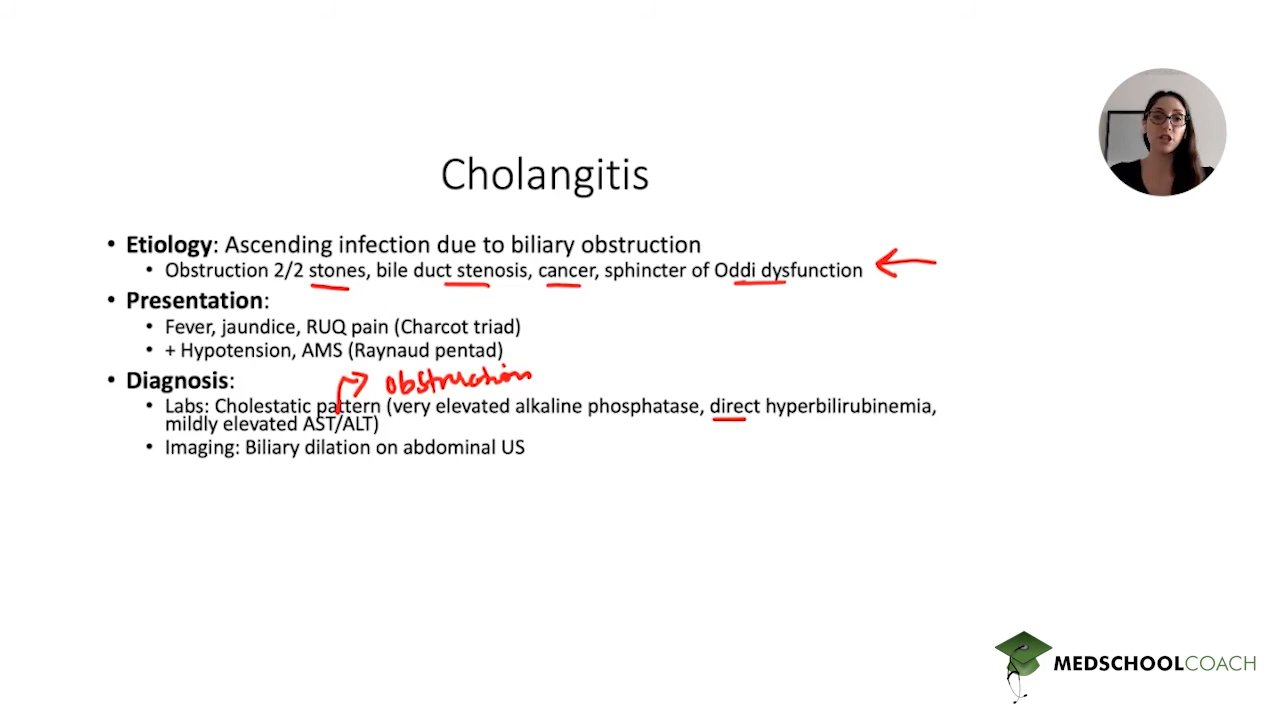 Cholangitis
• Etiology: Ascending infection due to biliary obstruction
• Obstruction 2/2 stones, bile duct stenosis, cancer, sphincter of Oddi dysfunction
• Presentation:
• Fever, jaundice, RUQ pain (Charcot triad)
• + Hypotension, AMS (Raynaud pentad)
• Diagnosis:
obstruction
• Labs: Cholestatic pattern (very elevated alkaline phosphatase, direct hyperbilirubinemia,
mildly elevated AST/ALT)
• Imaging: Biliary dilation on abdominal US
MEDSCHOOLCOACH